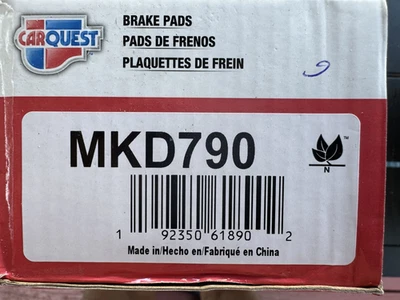 CARQUEST
BRAKE PADS
PADS DE FRENOS
PLAQUETTES DE FREIN
MKD790
TM
N
1 92350 61890 2
Made in/Hecho en/Fabriqué en China